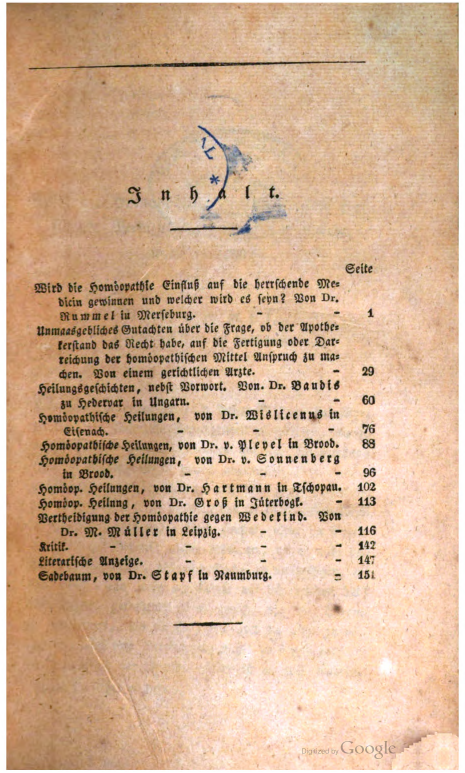 Inhalt.
Seite
Wird die Homöopathie Einfluß auf die herrschende Me=
dicin gewinnen und welcher wird es seyn? Von Dr.
Rummel in Merseburg. - - 1
Unmaasgebliches Gutachten über die Frage, ob der Apothe=
kerstand das Recht habe, auf die Fertigung oder Dar=
reichung der homöopathischen Mittel Anspruch zu ma=
chen. Von einem gerichtlichen Arzte. - 29
Heilungsgeschichten, nebst Vorwort. Von. Dr. Baudis
zu Hedervar in Ungarn. - - 60
Homöopathische Heilungen, von Dr. Wislicenus in
Eisenach. - - - 76
Homöopathische Heilungen, von Dr. v. Pleyel in Brood. 88
Homöopathische Heilungen, von Dr. v. Sonnenberg
in Brood. - - - 96
Homöop. Heilungen, von Dr. Hartmann in Tschopau. 102
Homöop. Heilung, von Dr. Groß in Jüterbogk. - 113
Vertheidigung der Homöopathie gegen Wedekind. Von
Dr. M. Müller in Leipzig. - - 116
Kritik. - - - - 142
Literarische Anzeige. - - - 147
Sadebaum, von Dr. Stapf in Naumburg. - 151
Digitized by Google